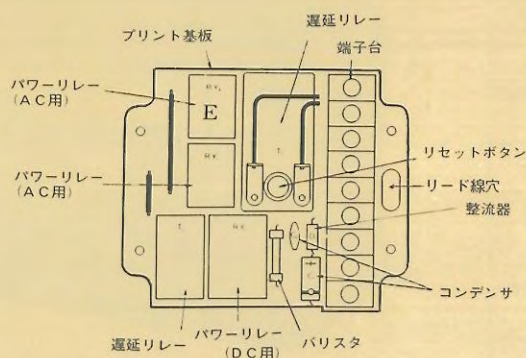 遅延リレー
プリント基板
端子台
パワーリレー
(AC用)
RY₁
E
パワーリレー
(AC用)
RY
T
リセットボタン
リード線穴
整流器
T
RY
コンデンサ
遅延リレー
パワーリレー
(DC用)
バリスタ